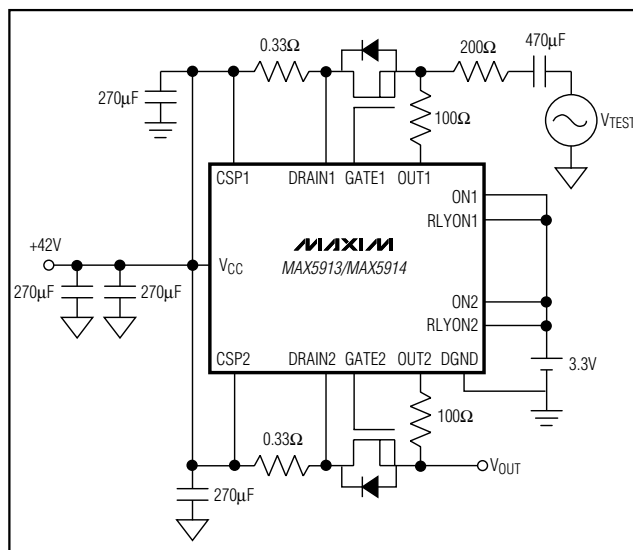 0.33Ω
200Ω
470µF
270µF
100Ω
VTEST
CSP1
DRAIN1
GATE1
OUT1
ON1
RLYON1
+42V
VCC
MAXIM
MAX5913/MAX5914
270µF
270µF
ON2
RLYON2
CSP2
DRAIN2
GATE2
OUT2
DGND
3.3V
100Ω
0.33Ω
VOUT
270µF